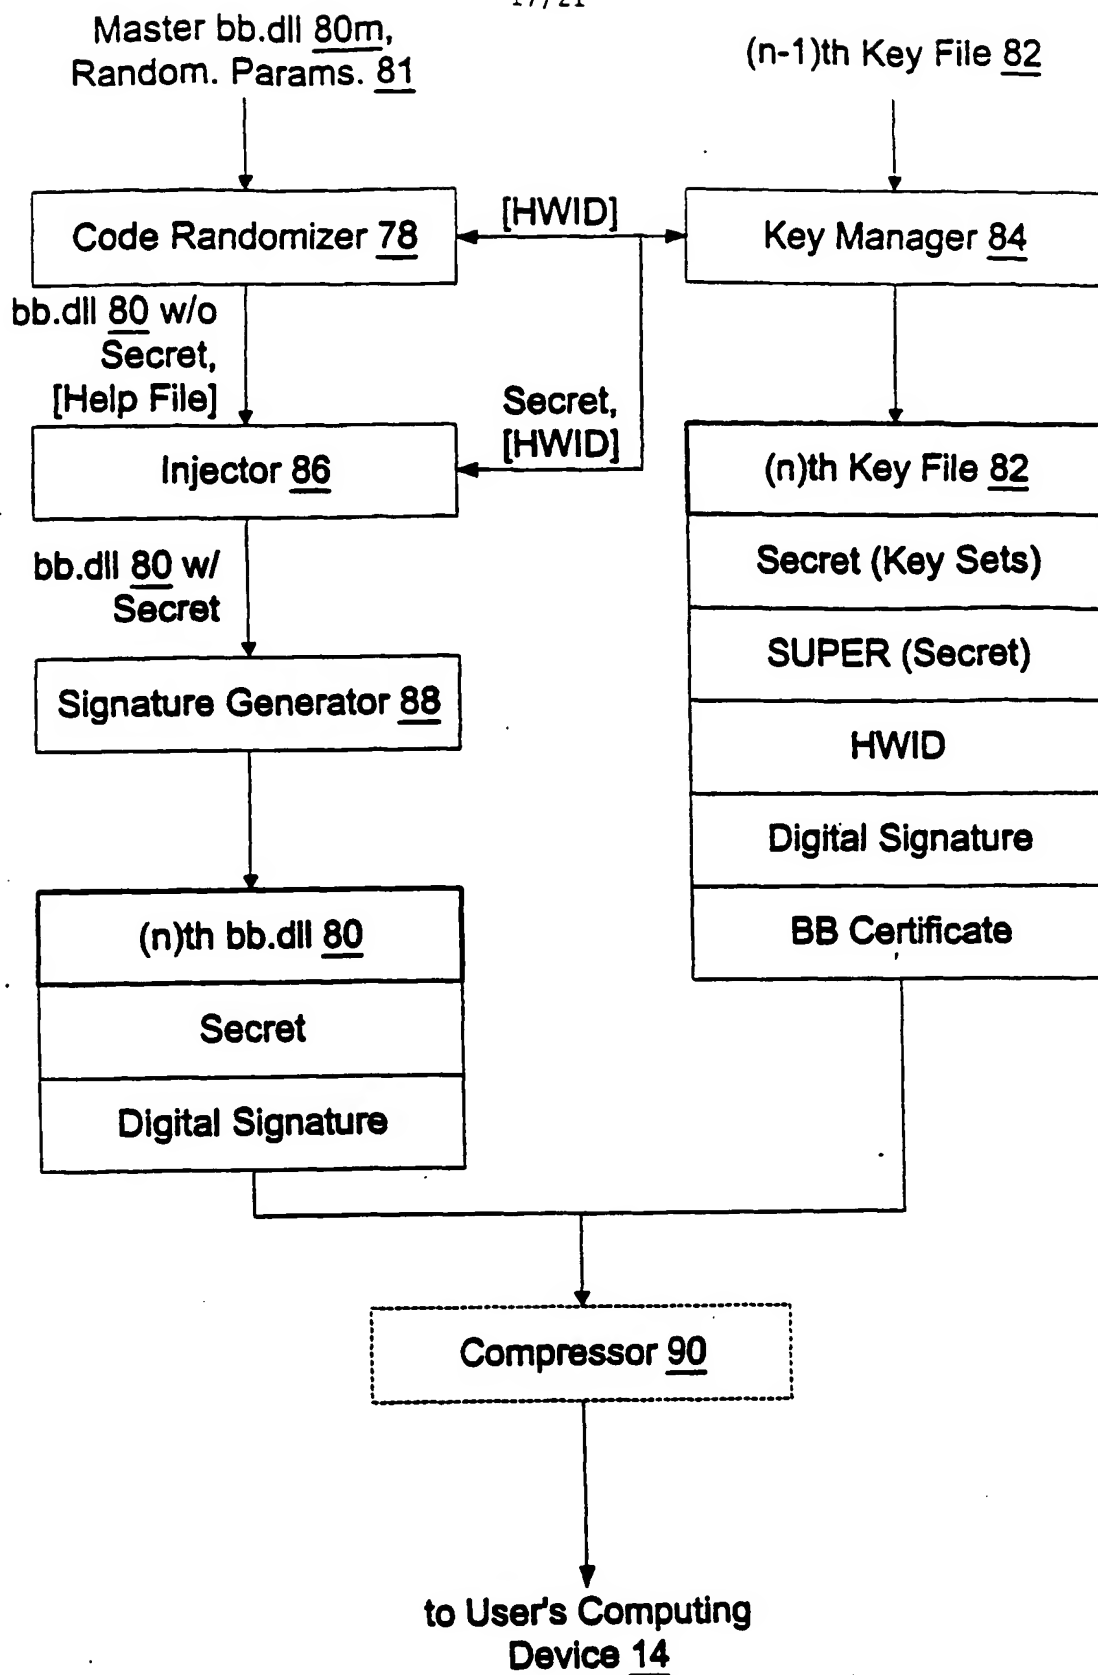 17/21
Master bb.dll 80m,
Random. Params. 81
(n-1)th Key File 82
Code Randomizer 78
[HWID]
Key Manager 84
bb.dll 80 w/o
Secret,
[Help File]
Secret,
[HWID]
Injector 86
(n)th Key File 82
bb.dll 80 w/
Secret
Secret (Key Sets)
SUPER (Secret)
Signature Generator 88
HWID
Digital Signature
(n)th bb.dll 80
BB Certificate
Secret
Digital Signature
Compressor 90
to User's Computing
Device 14